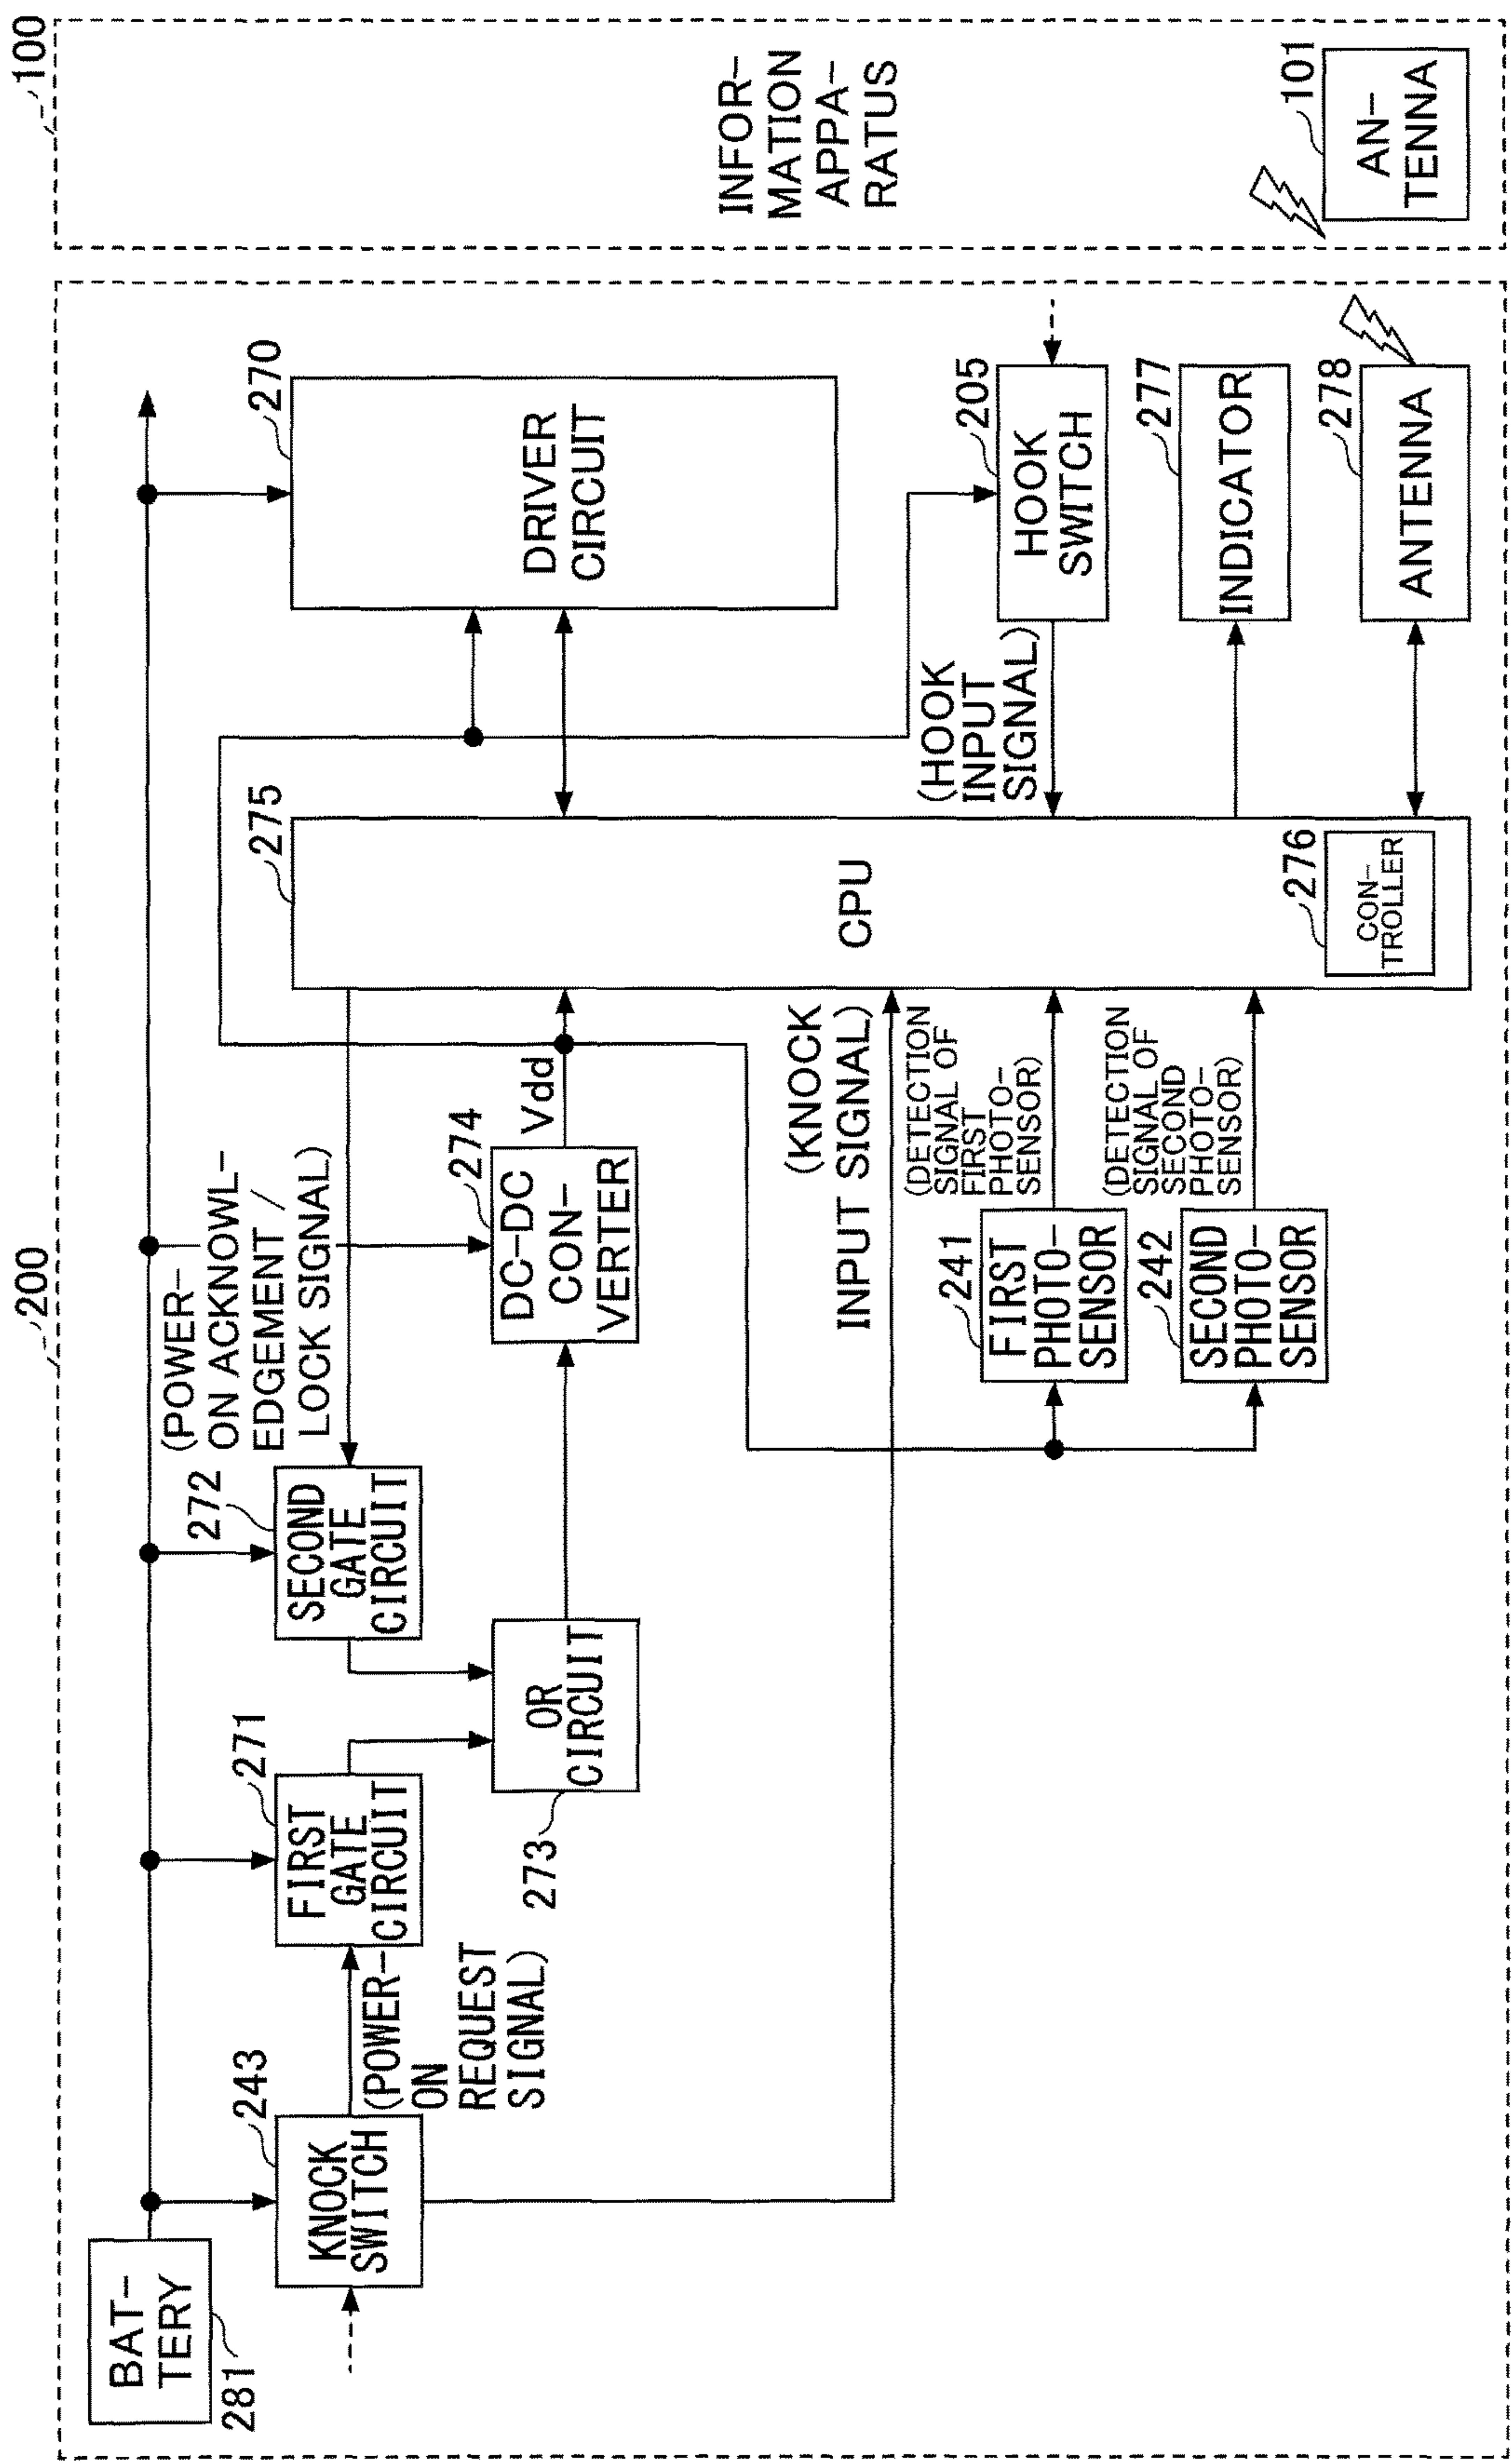 200
100
BAT-
TERY
281
KNOCK
SWITCH
243
(POWER-
ON
REQUEST
SIGNAL)
FIRST
GATE
CIRCUIT
271
SECOND
GATE
CIRCUIT
272
(POWER-
ON ACKNOWL-
EDGEMENT /
LOCK SIGNAL)
OR
CIRCUIT
273
DC-DC
CON-
VERTER
274
Vdd
(KNOCK
INPUT SIGNAL)
FIRST
PHOTO-
SENSOR
241
(DETECTION
SIGNAL OF
FIRST
PHOTO-
SENSOR)
SECOND
PHOTO-
SENSOR
242
(DETECTION
SIGNAL OF
SECOND
PHOTO-
SENSOR)
275
CPU
276
CON-
TROLLER
270
DRIVER
CIRCUIT
(HOOK
INPUT
SIGNAL)
205
HOOK
SWITCH
277
INDICATOR
278
ANTENNA
INFOR-
MATION
APPA-
RATUS
101
AN-
TENNA